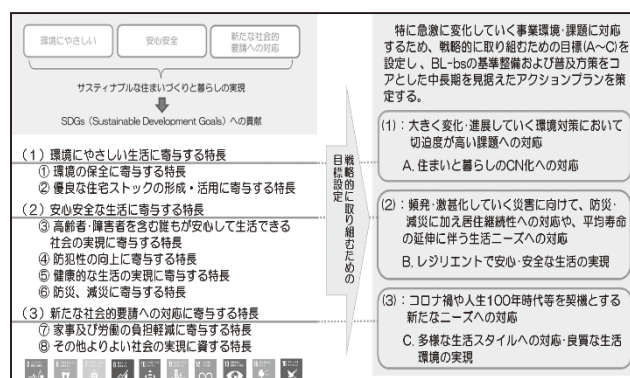 環境にやさしい
安心安全
新たな社会的
要請への対応
サスティナブルな住まいづくりと暮らしの実現
SDGs（Sustainable Development Goals）への貢献
(1) 環境にやさしい生活に寄与する特長
① 環境の保全に寄与する特長
② 優良な住宅ストックの形成・活用に寄与する特長
(2) 安心安全な生活に寄与する特長
③ 高齢者・障害者を含む誰もが安心して生活できる
社会の実現に寄与する特長
④ 防犯性の向上に寄与する特長
⑤ 健康的な生活の実現に寄与する特長
⑥ 防災、減災に寄与する特長
(3) 新たな社会的要請への対応に寄与する特長
⑦ 家事及び労働の負担軽減に寄与する特長
⑧ その他よりよい社会の実現に資する特長
戦略的に取り組むための
目標設定
特に急激に変化していく事業環境・課題に対応
するため、戦略的に取り組むための目標(A～C)を
設定し、BL-bsの基準整備および普及方策をコ
アとした中長期を見据えたアクションプランを策
定する。
(1)：大きく変化・進展していく環境対策において
切迫度が高い課題への対応
A. 住まいと暮らしのCN化への対応
(2)：頻発・激甚化していく災害に向けて、防災・
減災に加え居住継続性への対応や、平均寿命
の延伸に伴う生活ニーズへの対応
B. レジリエントで安心・安全な生活の実現
(3)：コロナ禍や人生100年時代等を契機とする
新たなニーズへの対応
C. 多様な生活スタイルへの対応・良質な生活
環境の実現